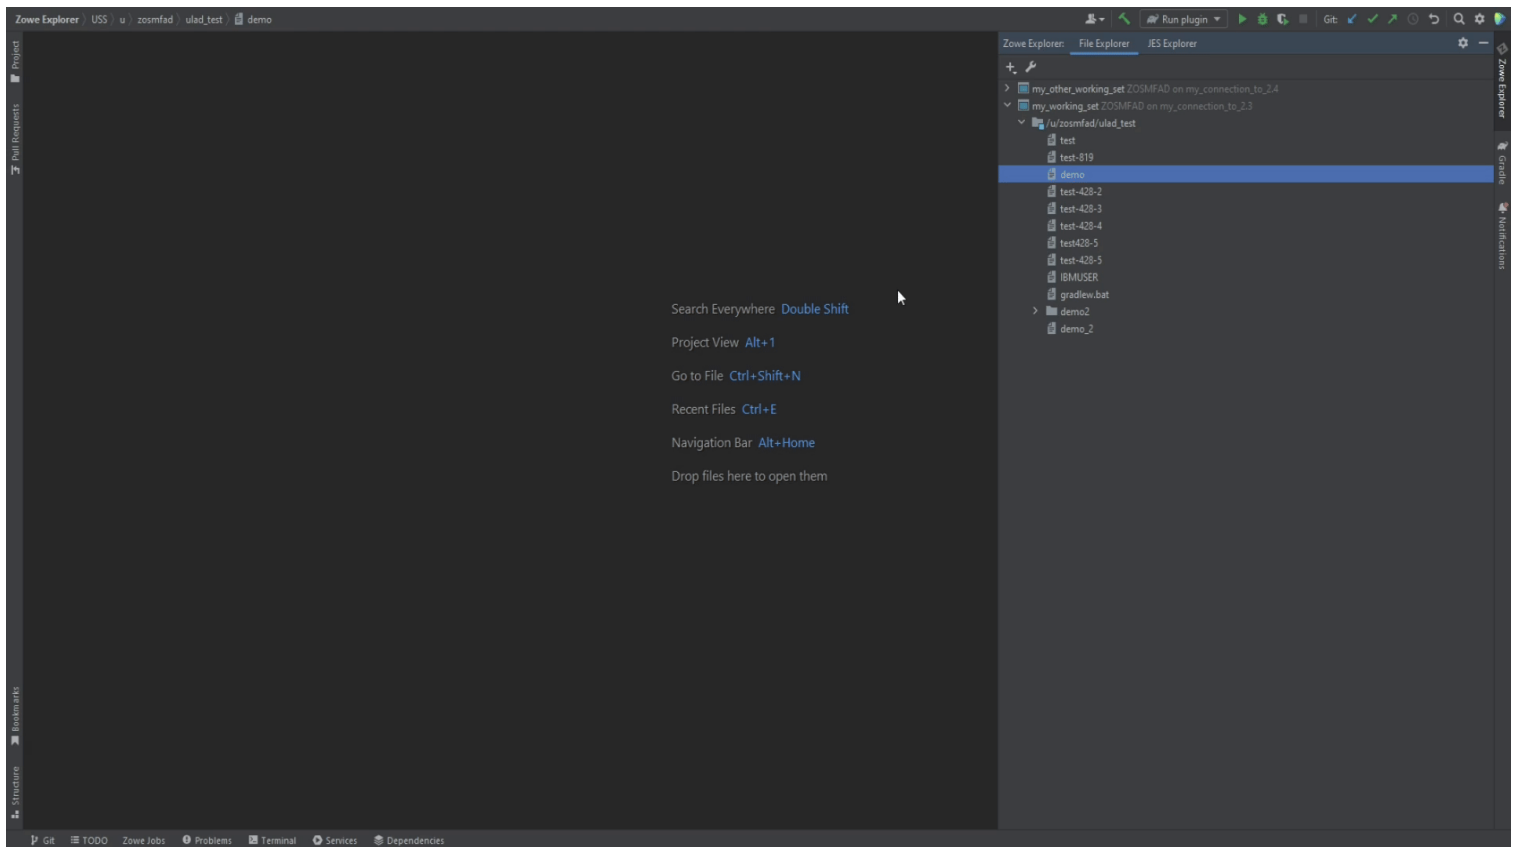 Zowe Explorer USS u zosmfad ulad_test demo
Run plugin
Git:
Project
Pull Requests
Bookmarks
Structure
Search Everywhere Double Shift
Project View Alt+1
Go to File Ctrl+Shift+N
Recent Files Ctrl+E
Navigation Bar Alt+Home
Drop files here to open them
Zowe Explorer: File Explorer JES Explorer
my_other_working_set ZOSMFAD on my_connection_to_2.4
my_working_set ZOSMFAD on my_connection_to_2.3
/u/zosmfad/ulad_test
test
test-819
demo
test-428-2
test-428-3
test-428-4
test428-5
test-428-5
IBMUSER
gradlew.bat
demo2
demo_2
Zowe Explorer
Gradle
Notifications
Git TODO Zowe Jobs Problems Terminal Services Dependencies